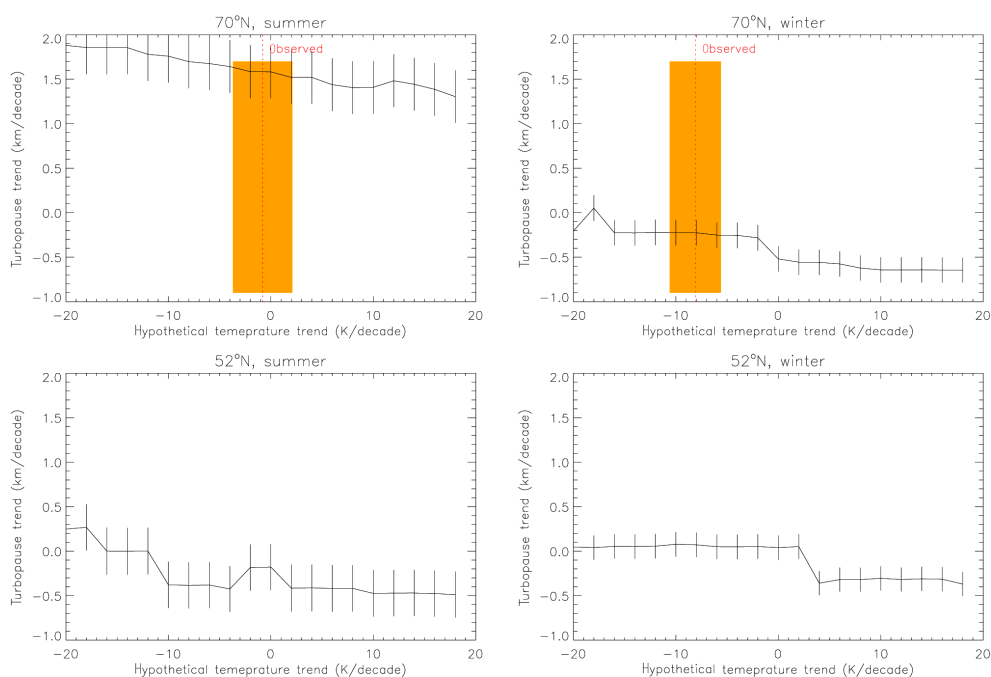 70°N, summer
Observed
2.0
1.5
1.0
0.5
0.0
−0.5
−1.0
Turbopause trend (km/decade)
−20 −10 0 10 20
Hypothetical temeprature trend (K/decade)
70°N, winter
Observed
2.0
1.5
1.0
0.5
0.0
−0.5
−1.0
Turbopause trend (km/decade)
−20 −10 0 10 20
Hypothetical temeprature trend (K/decade)
52°N, summer
2.0
1.5
1.0
0.5
0.0
−0.5
−1.0
Turbopause trend (km/decade)
−20 −10 0 10 20
Hypothetical temeprature trend (K/decade)
52°N, winter
2.0
1.5
1.0
0.5
0.0
−0.5
−1.0
Turbopause trend (km/decade)
−20 −10 0 10 20
Hypothetical temeprature trend (K/decade)